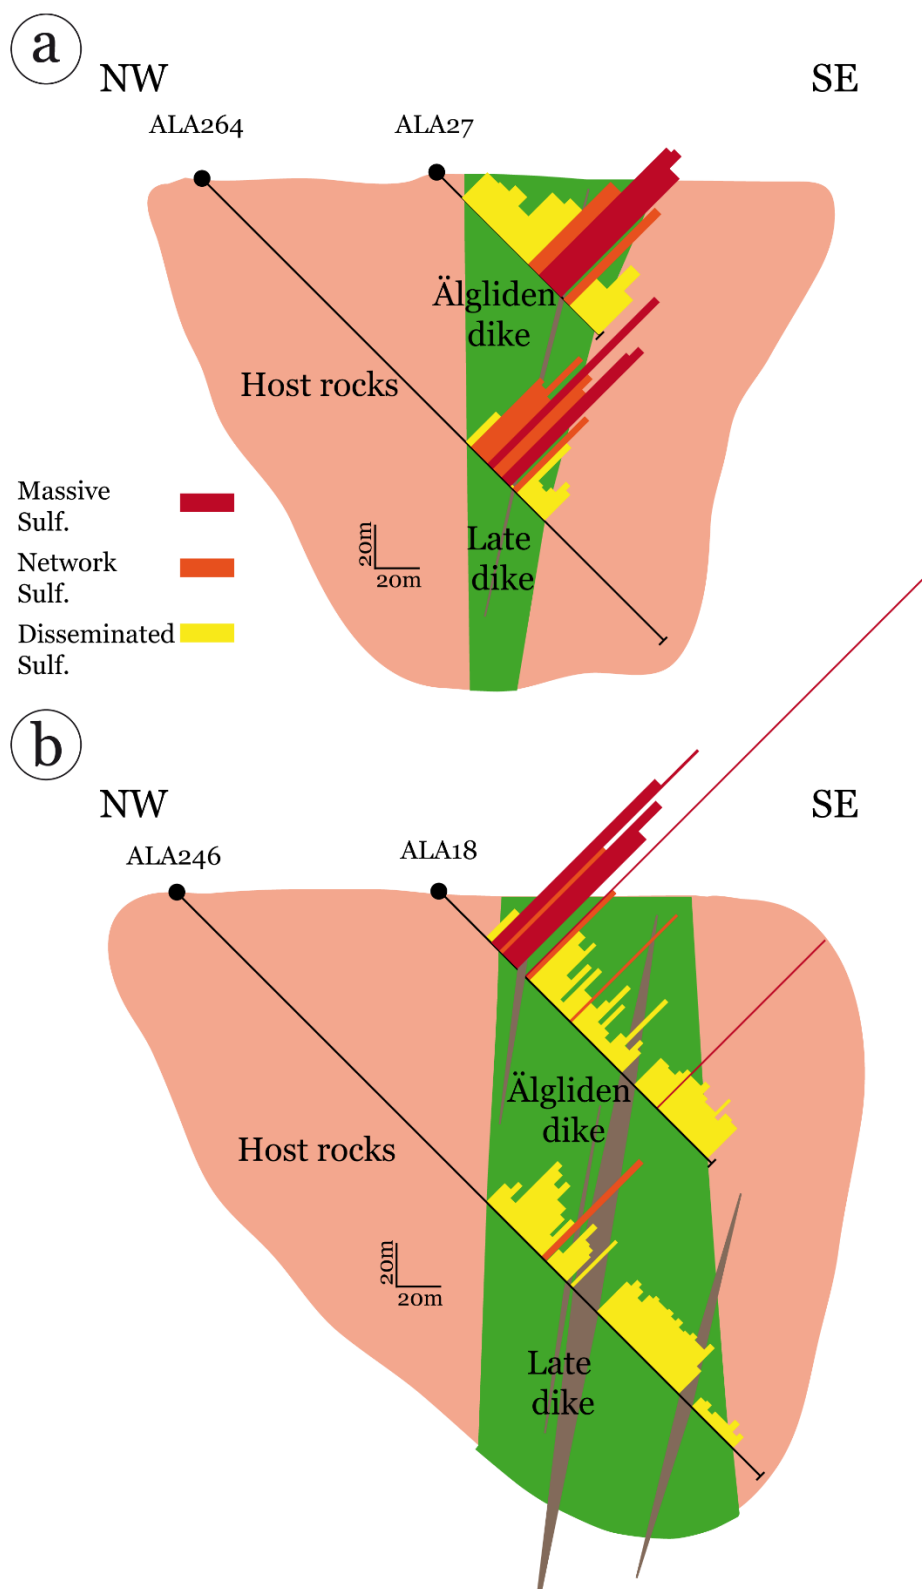 a
NW
SE
ALA264
ALA27
Älgliden
dike
Host rocks
Massive
Sulf.
Network
Sulf.
Disseminated
Sulf.
20m
20m
Late
dike
b
NW
SE
ALA246
ALA18
Älgliden
dike
Host rocks
20m
20m
Late
dike